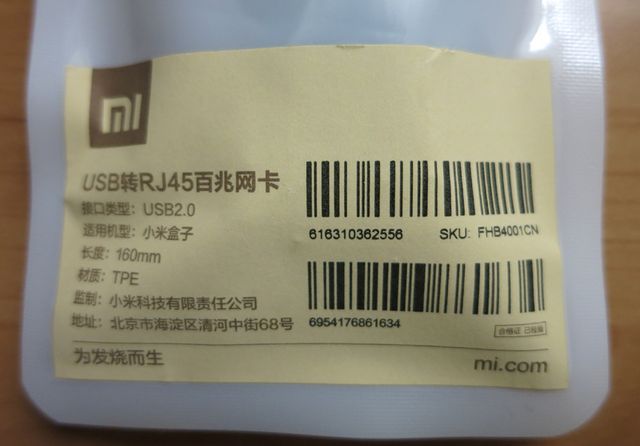 mi
USB转RJ45百兆网卡
接口类型: USB2.0
适用机型: 小米盒子
长度: 160mm
材质: TPE
监制: 小米科技有限责任公司
地址: 北京市海淀区清河中街68号
616310362556 SKU: FHB4001CN
6954176861634
合格证 已检验
为发烧而生
mi.com